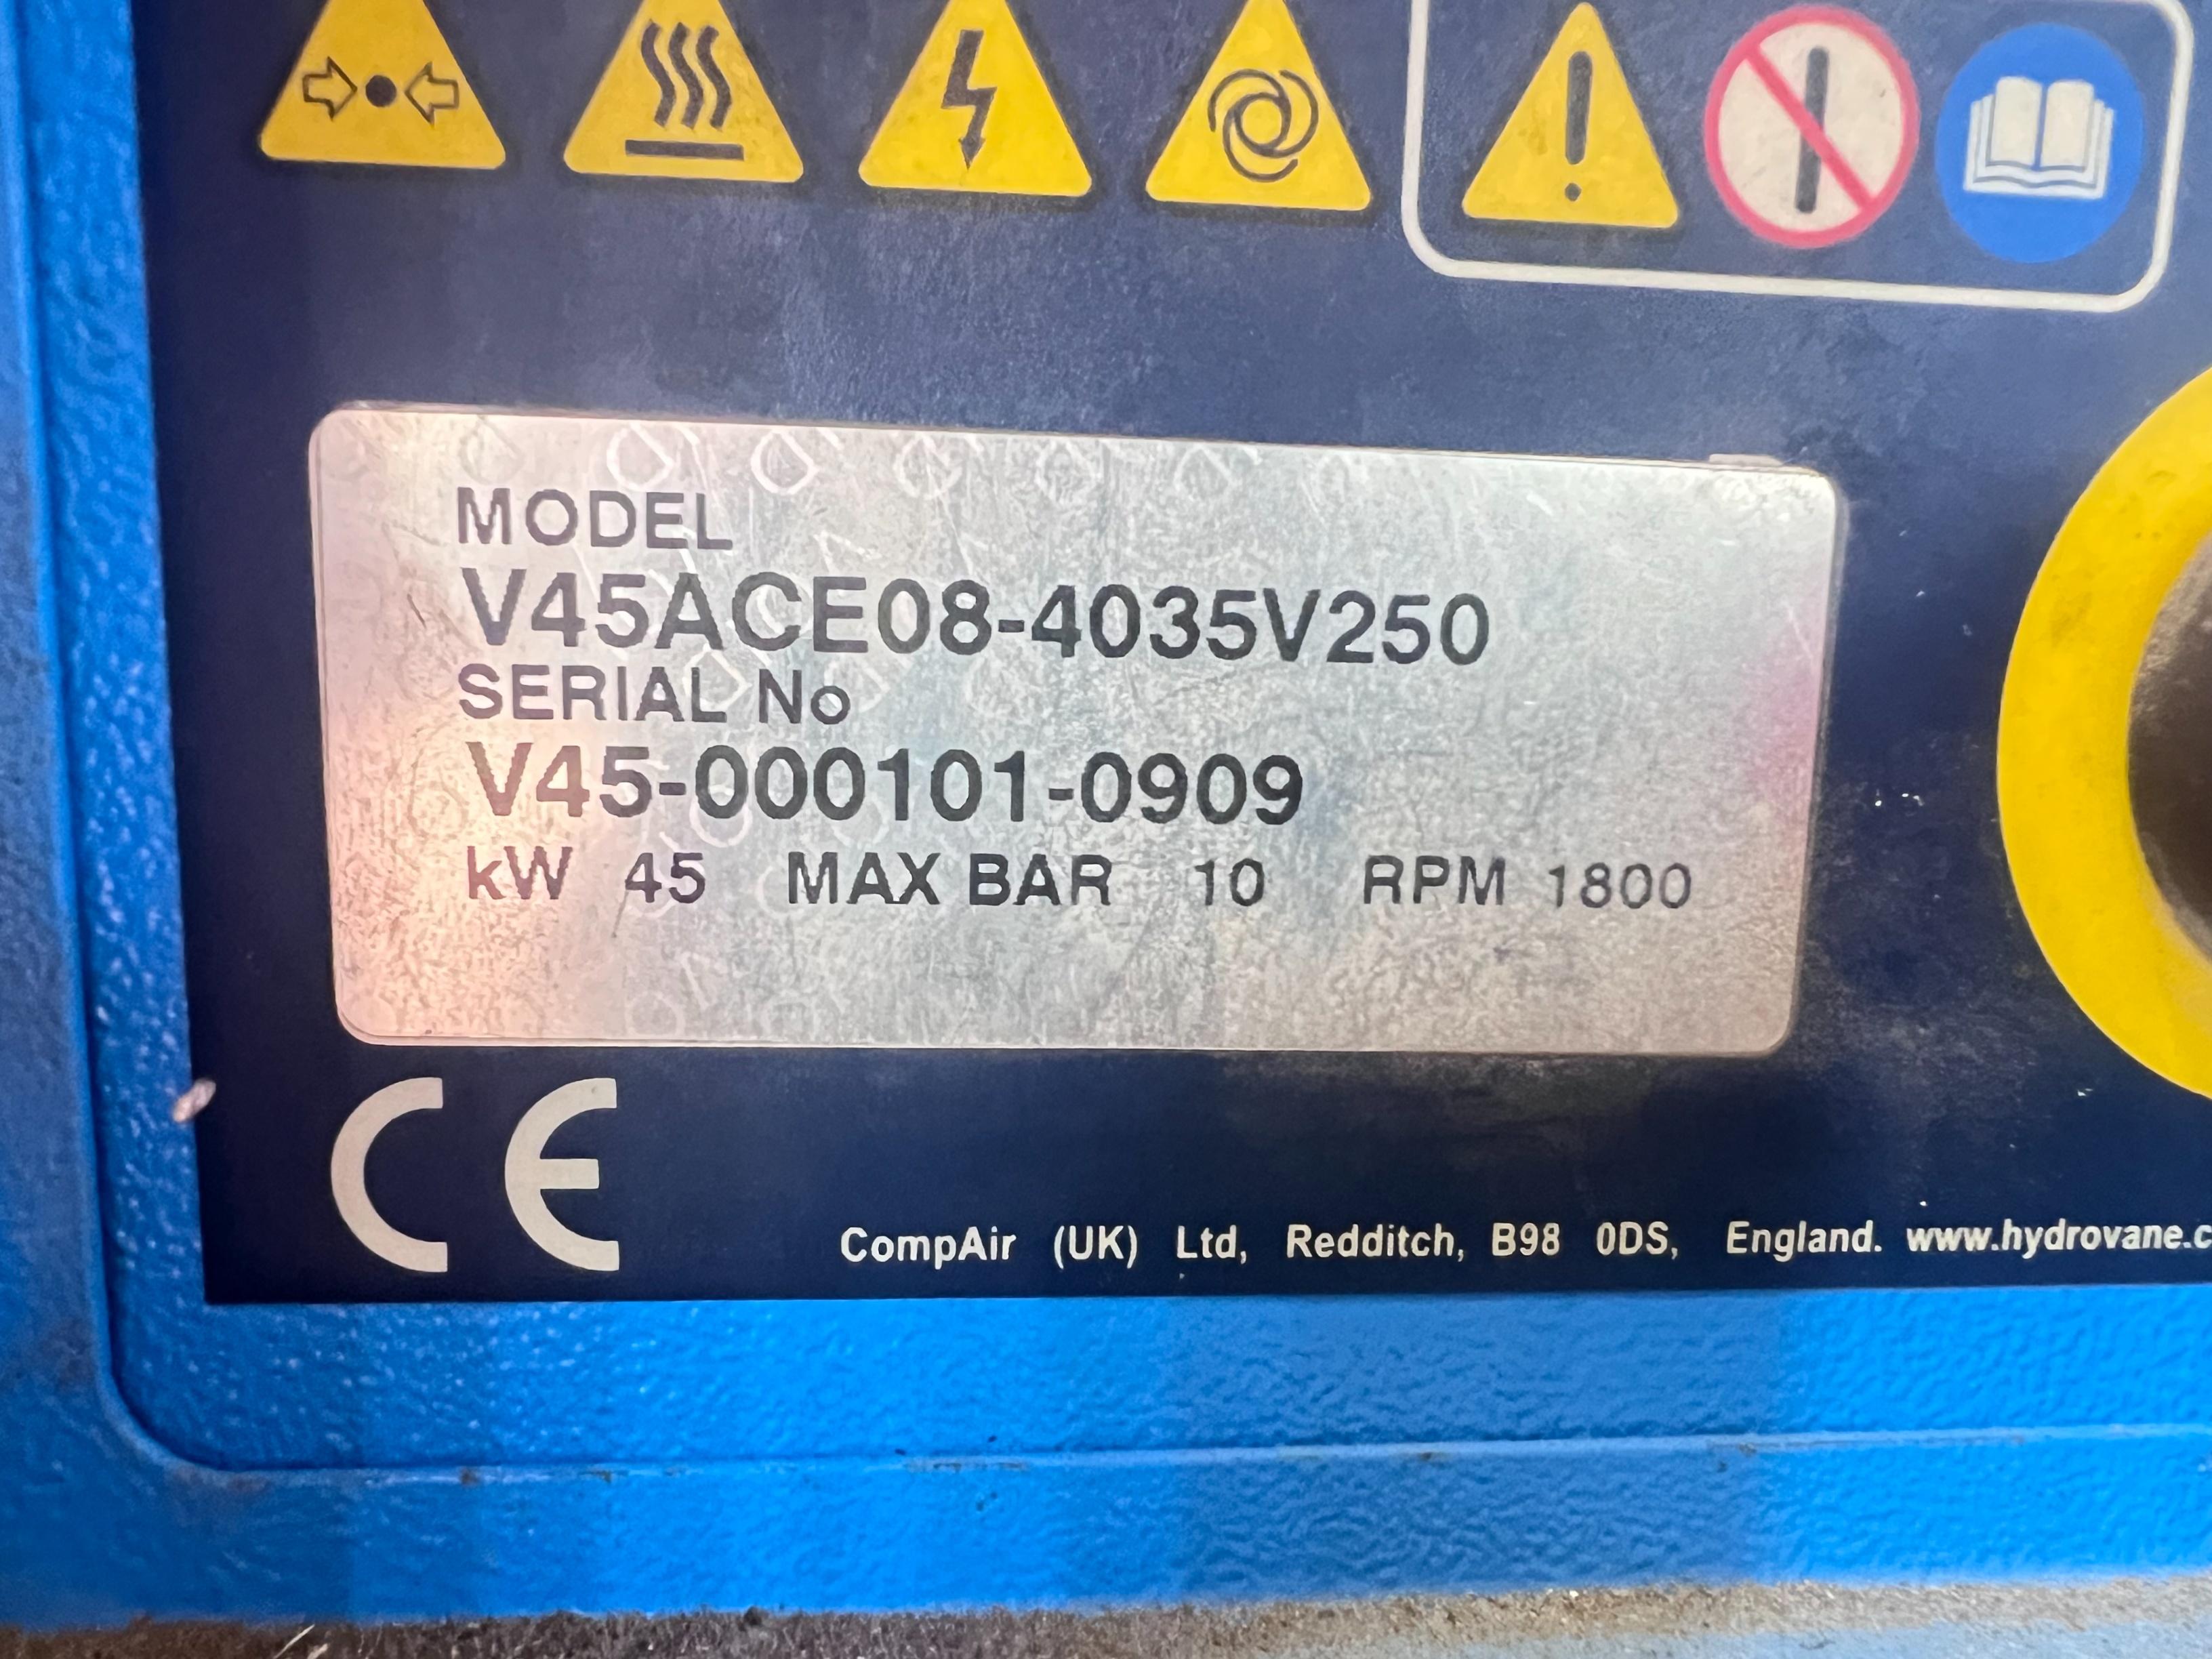 MODEL
V45ACE08-4035V250
SERIAL No
V45-000101-0909
kW 45 MAX BAR 10 RPM 1800
CE
CompAir (UK) Ltd, Redditch, B98 0DS, England. www.hydrovane.c